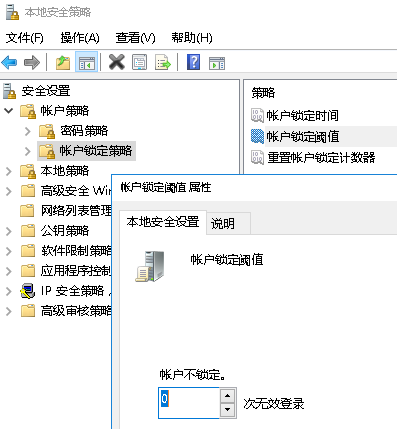 本地安全策略
文件(F) 操作(A) 查看(V) 帮助(H)
安全设置
帐户策略
密码策略
帐户锁定策略
本地策略
高级安全 Win
网络列表管理
公钥策略
软件限制策略
应用程序控制
IP 安全策略，
高级审核策略
策略
帐户锁定时间
帐户锁定阈值
重置帐户锁定计数器
帐户锁定阈值 属性
本地安全设置 说明
帐户锁定阈值
帐户不锁定。
0 次无效登录